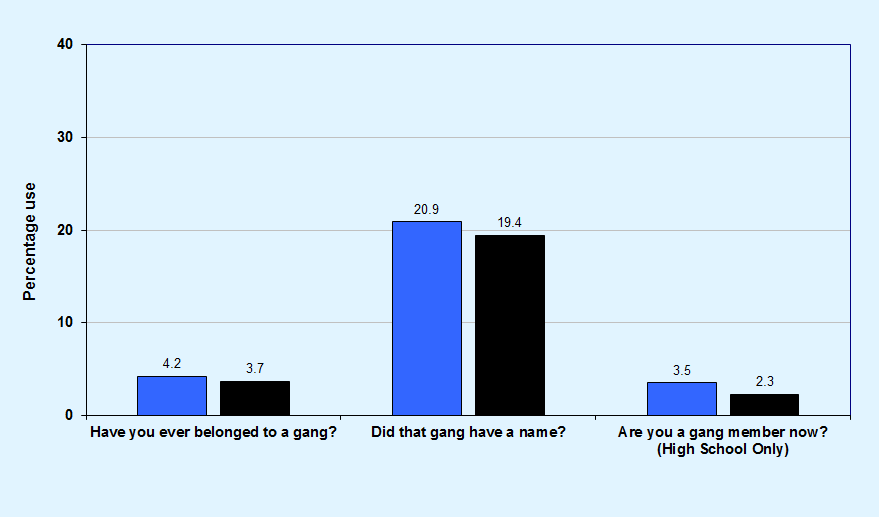 40
30
20
10
0
Percentage use
4.2
3.7
20.9
19.4
3.5
2.3
Have you ever belonged to a gang?
Did that gang have a name?
Are you a gang member now?
(High School Only)